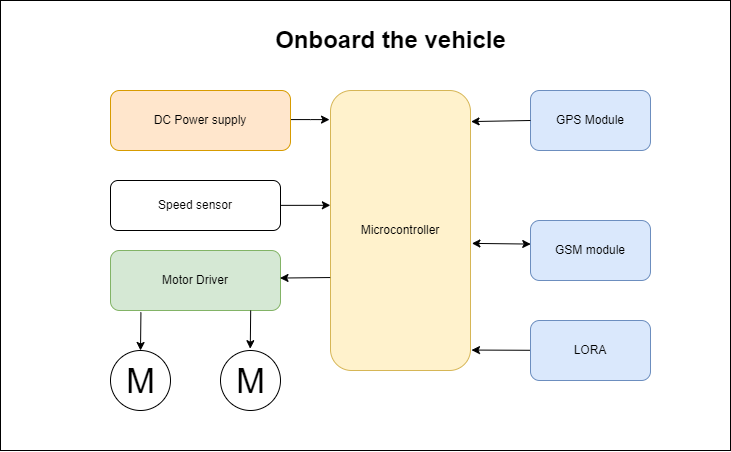 Onboard the vehicle
DC Power supply
GPS Module
Speed sensor
Microcontroller
GSM module
Motor Driver
LORA
M
M